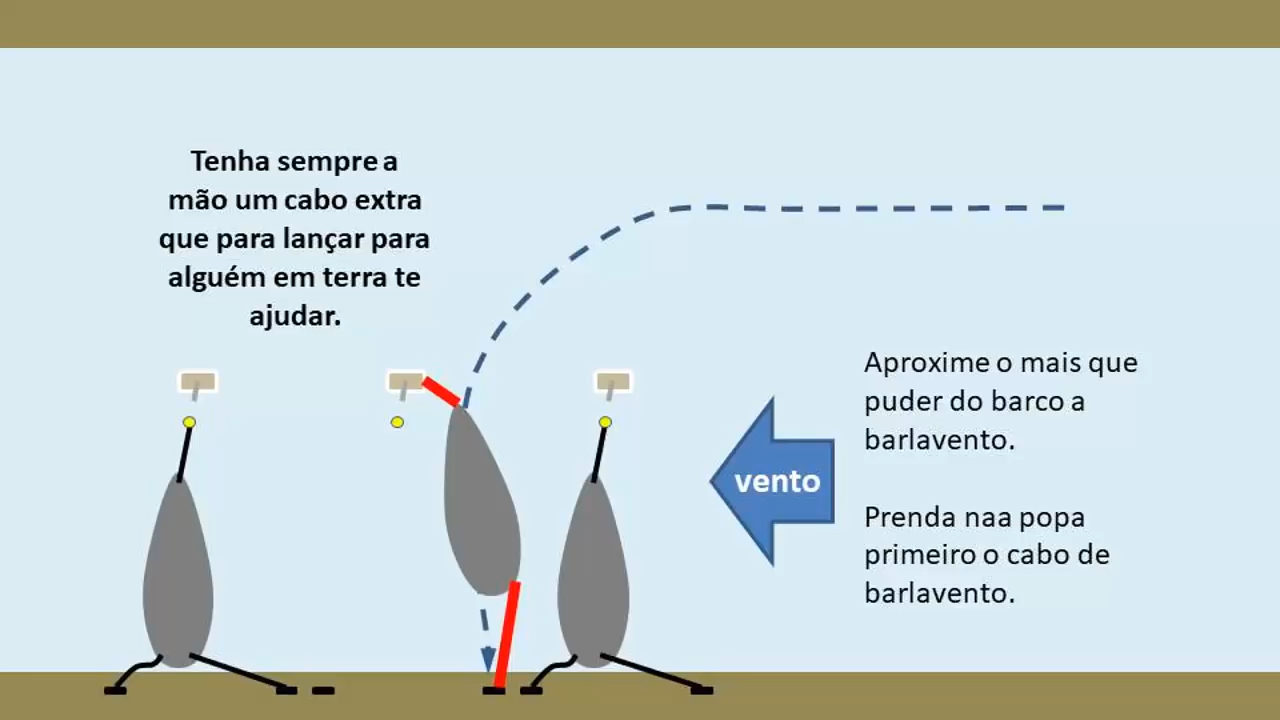 Tenha sempre a
mão um cabo extra
que para lançar para
alguém em terra te
ajudar.
Aproxime o mais que
puder do barco a
barlavento.
vento
Prenda naa popa
primeiro o cabo de
barlavento.